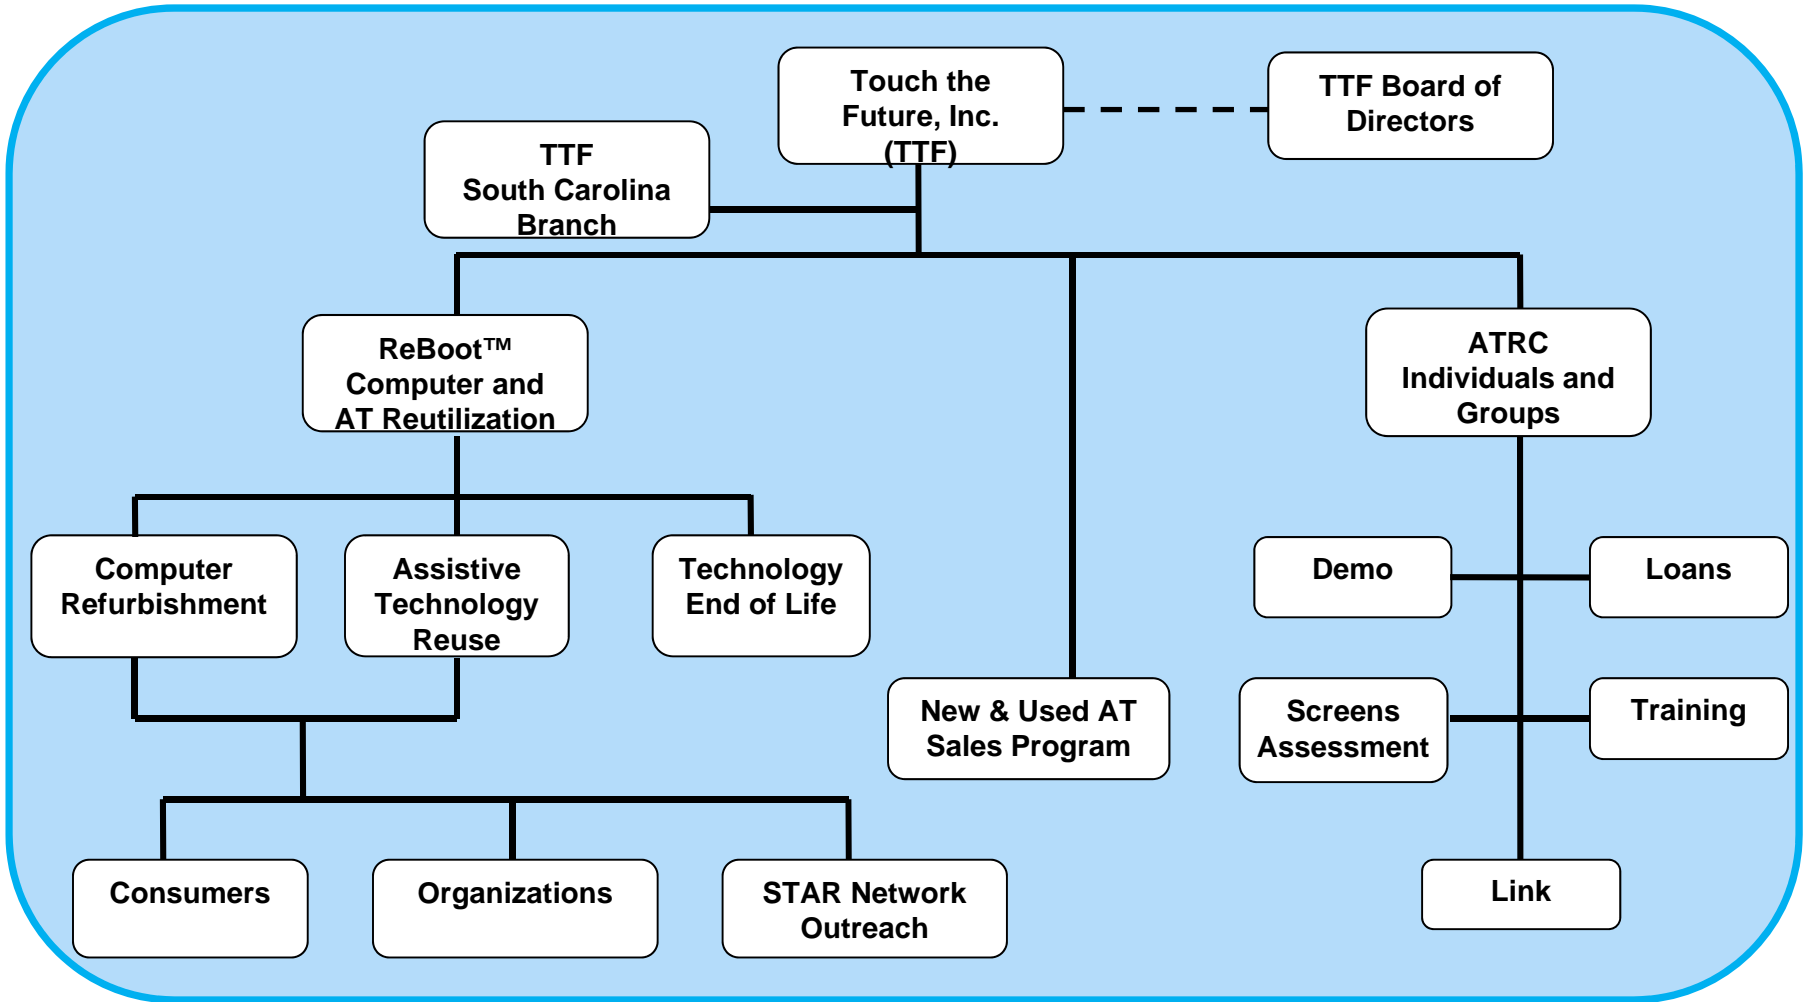 Touch the
Future, Inc.
(TTF)
TTF Board of
Directors
TTF
South Carolina
Branch
ReBoot™
Computer and
AT Reutilization
ATRC
Individuals and
Groups
Computer
Refurbishment
Assistive
Technology
Reuse
Technology
End of Life
Demo
Loans
New & Used AT
Sales Program
Screens
Assessment
Training
Consumers
Organizations
STAR Network
Outreach
Link